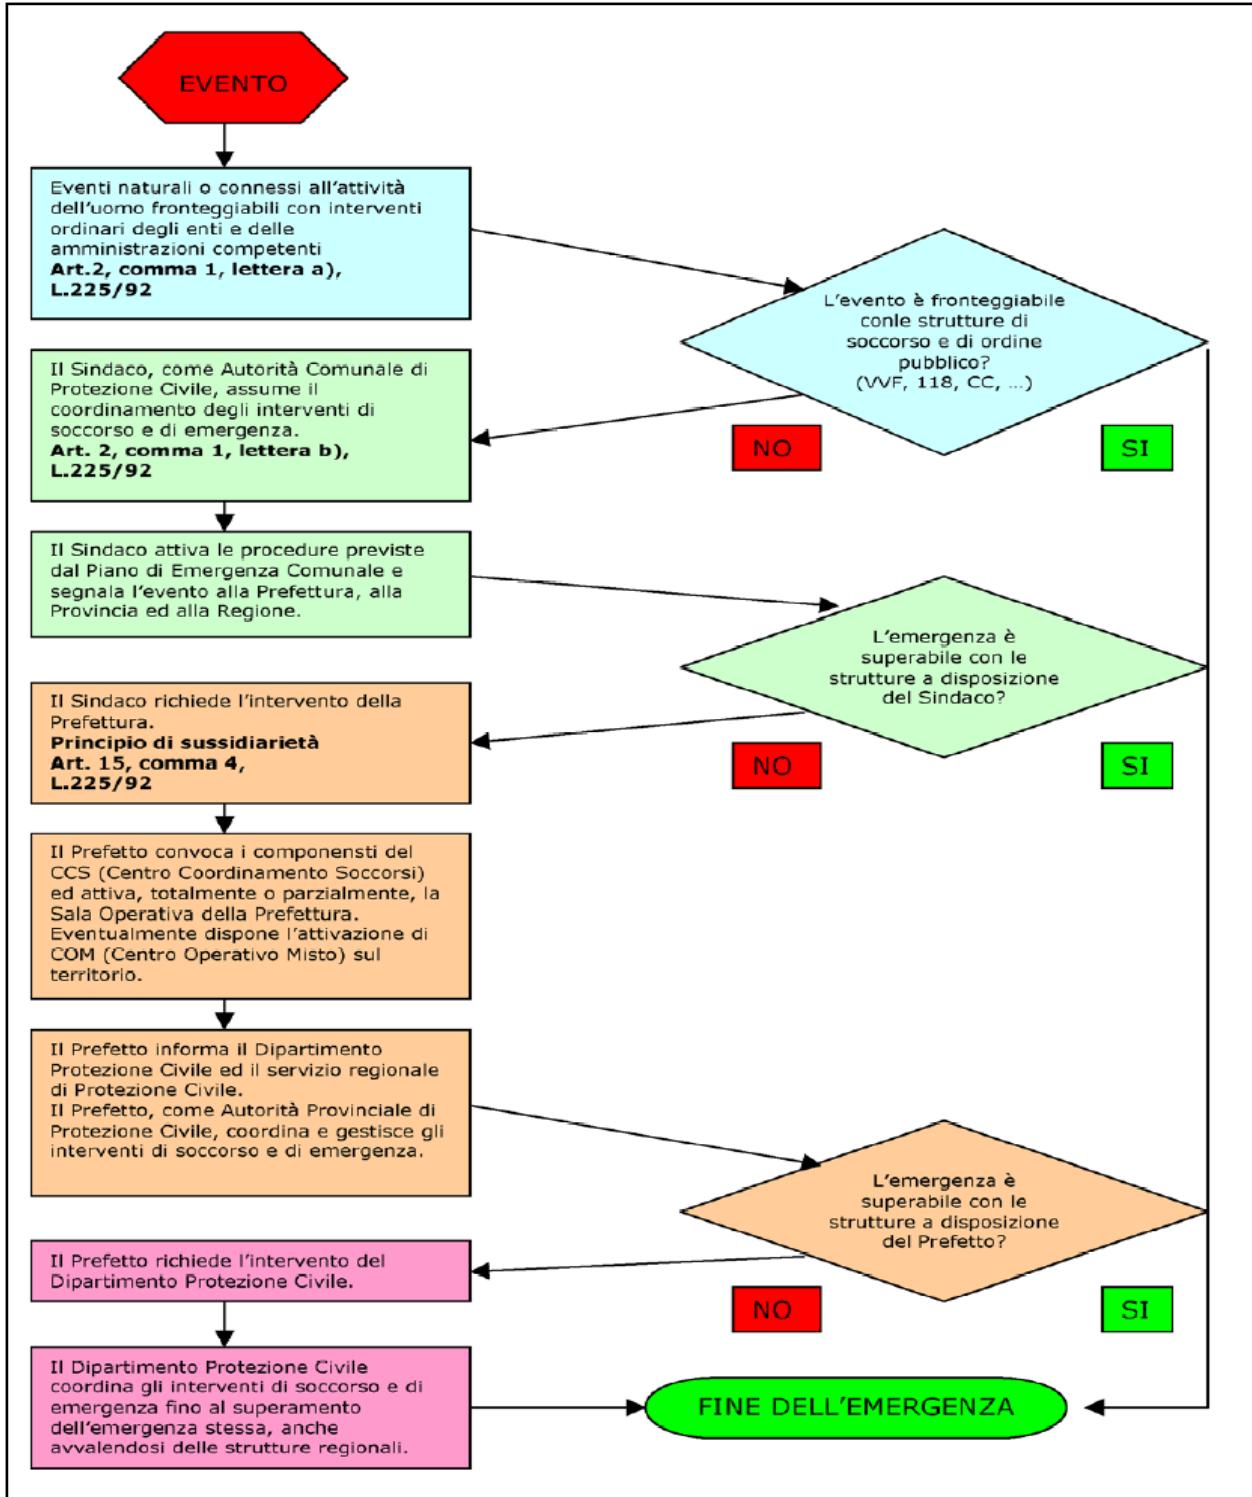 EVENTO
Eventi naturali o connessi all'attività
dell'uomo fronteggiabili con interventi
ordinari degli enti e delle
amministrazioni competenti
Art.2, comma 1, lettera a),
L.225/92
L'evento è fronteggiabile
conle strutture di
soccorso e di ordine
pubblico?
(VVF, 118, CC, ...)
NO
SI
Il Sindaco, come Autorità Comunale di
Protezione Civile, assume il
coordinamento degli interventi di
soccorso e di emergenza.
Art. 2, comma 1, lettera b),
L.225/92
Il Sindaco attiva le procedure previste
dal Piano di Emergenza Comunale e
segnala l'evento alla Prefettura, alla
Provincia ed alla Regione.
L'emergenza è
superabile con le
strutture a disposizione
del Sindaco?
NO
SI
Il Sindaco richiede l'intervento della
Prefettura.
Principio di sussidiarietà
Art. 15, comma 4,
L.225/92
Il Prefetto convoca i componensti del
CCS (Centro Coordinamento Soccorsi)
ed attiva, totalmente o parzialmente, la
Sala Operativa della Prefettura.
Eventualmente dispone l'attivazione di
COM (Centro Operativo Misto) sul
territorio.
Il Prefetto informa il Dipartimento
Protezione Civile ed il servizio regionale
di Protezione Civile.
Il Prefetto, come Autorità Provinciale di
Protezione Civile, coordina e gestisce gli
interventi di soccorso e di emergenza.
L'emergenza è
superabile con le
strutture a disposizione
del Prefetto?
NO
SI
Il Prefetto richiede l'intervento del
Dipartimento Protezione Civile.
Il Dipartimento Protezione Civile
coordina gli interventi di soccorso e di
emergenza fino al superamento
dell'emergenza stessa, anche
avvalendosi delle strutture regionali.
FINE DELL'EMERGENZA